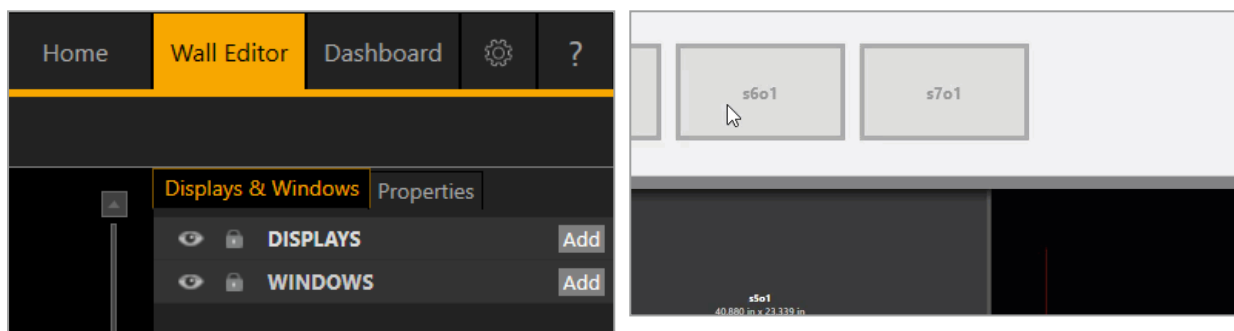 Home Wall Editor Dashboard ?
Displays & Windows Properties
DISPLAYS Add
WINDOWS Add
s6o1 s7o1
s5o1
40.880 in x 23.339 in